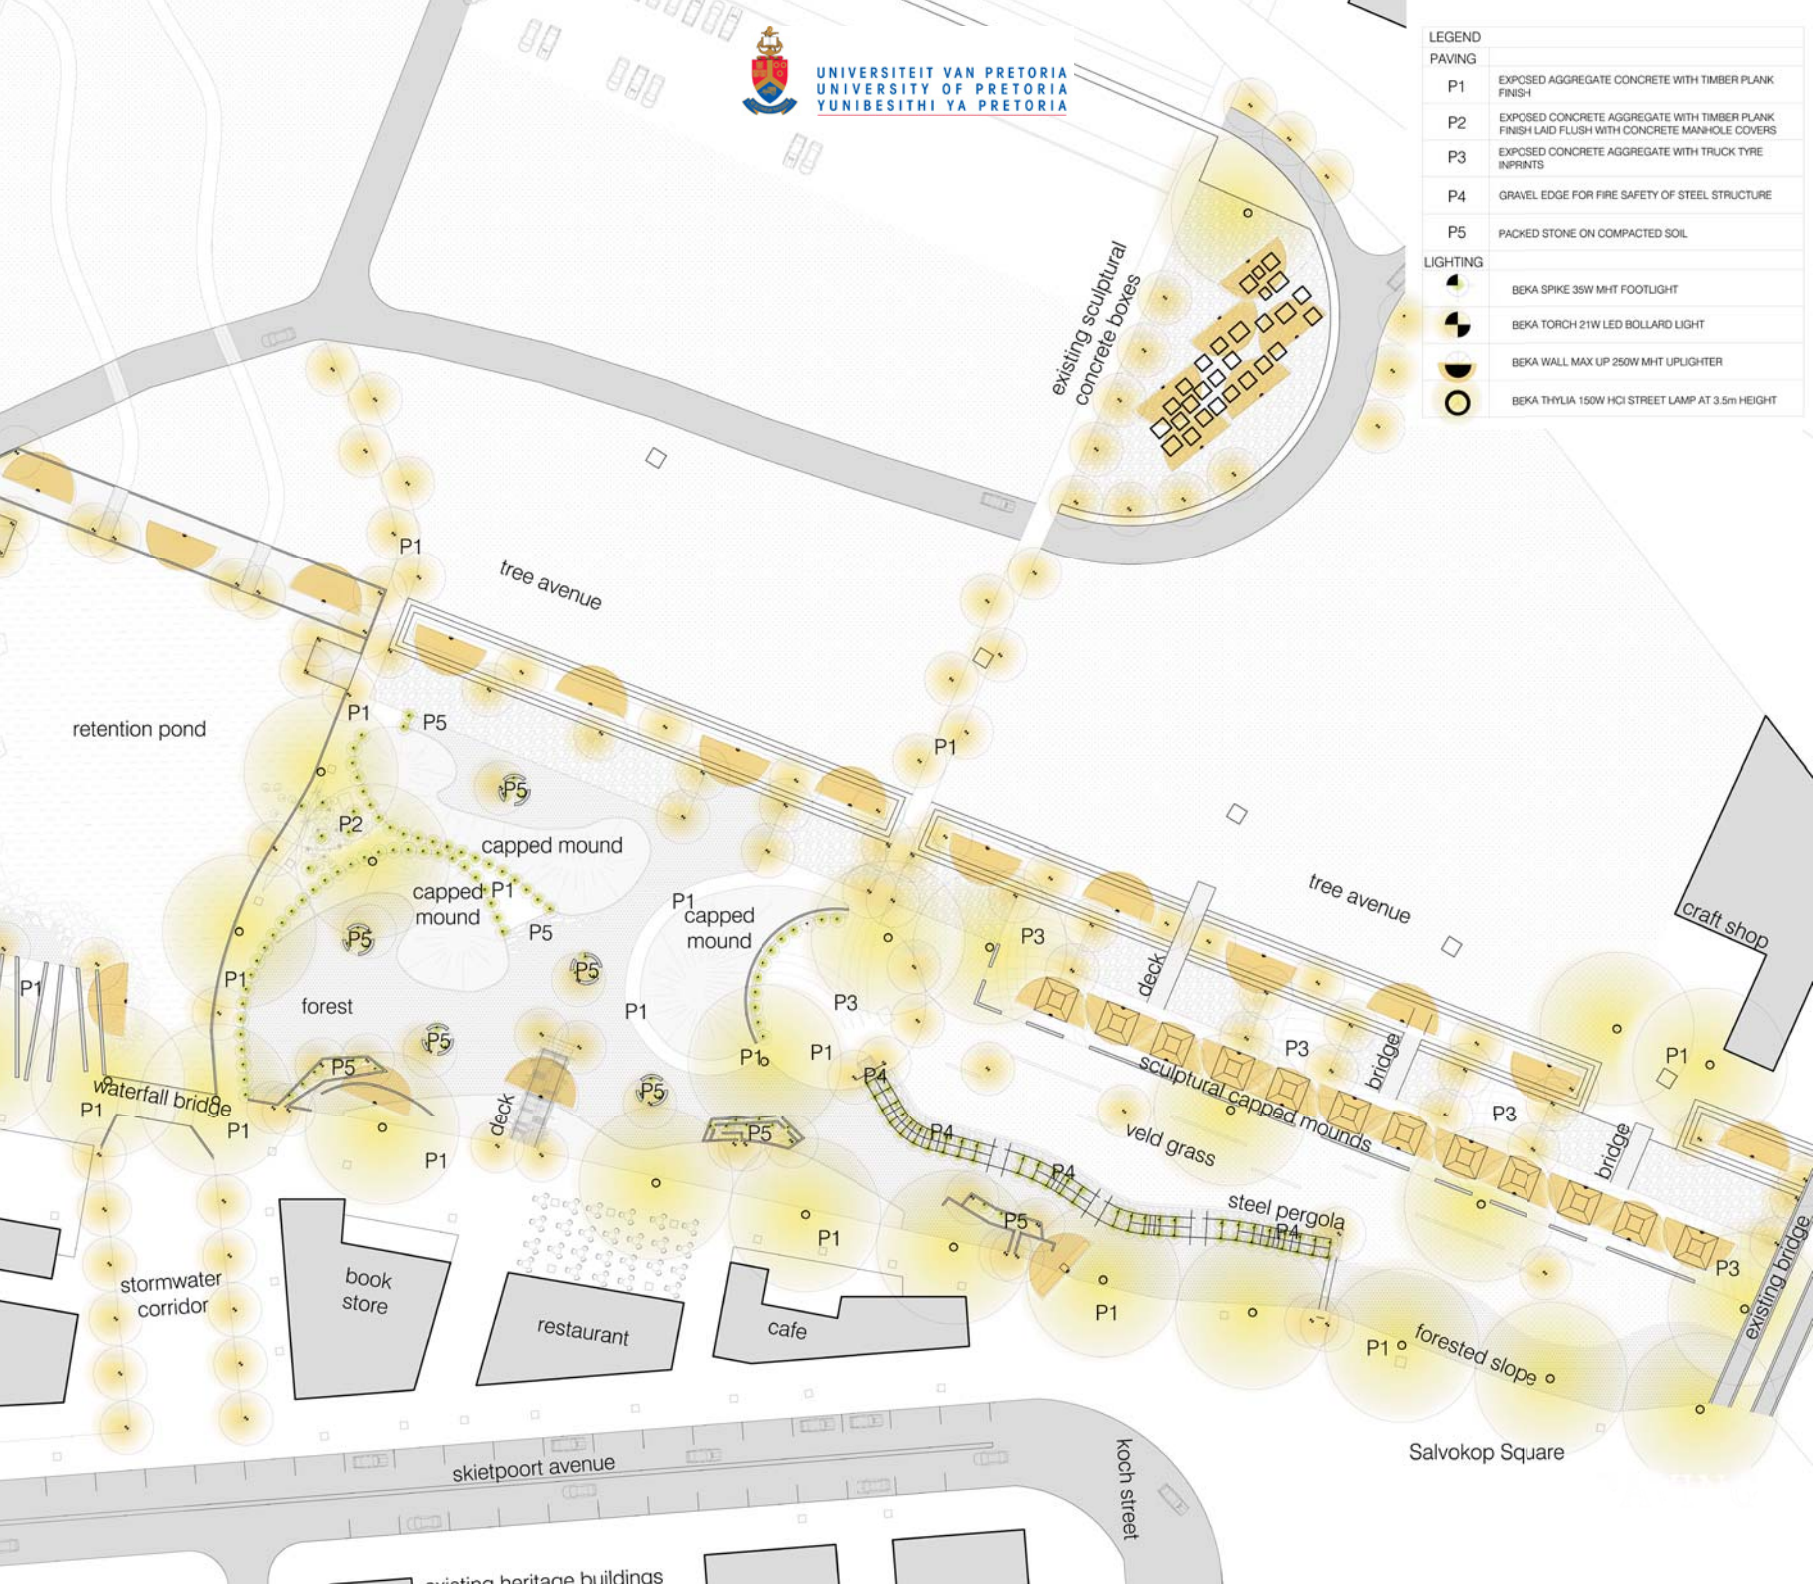 UNIVERSITEIT VAN PRETORIA
UNIVERSITY OF PRETORIA
YUNIBESITHI YA PRETORIA
LEGEND
PAVING
P1 EXPOSED AGGREGATE CONCRETE WITH TIMBER PLANK
FINISH
P2 EXPOSED CONCRETE AGGREGATE WITH TIMBER PLANK
FINISH LAID FLUSH WITH CONCRETE MANHOLE COVERS
P3 EXPOSED CONCRETE AGGREGATE WITH TRUCK TYRE
INPRINTS
P4 GRAVEL EDGE FOR FIRE SAFETY OF STEEL STRUCTURE
P5 PACKED STONE ON COMPACTED SOIL
LIGHTING
BEKA SPIKE 35W MHT FOOTLIGHT
BEKA TORCH 21W LED BOLLARD LIGHT
BEKA WALL MAX UP 250W MHT UPLIGHTER
BEKA THYLIA 150W HCI STREET LAMP AT 3.5m HEIGHT
existing sculptural
concrete boxes
P1
tree avenue
retention pond
P1
P5
P1
P5
P2
capped mound
capped
mound
P1
P5
P1
capped
mound
tree avenue
craft shop
P5
P3
deck
P1
P5
P1
forest
P1
P3
P5
P1
P1
P3
bridge
P1
P5
P4
sculptural capped mounds
P5
waterfall bridge
P1
P1
deck
P5
P4
P3
veld grass
bridge
P1
P4
steel pergola
P5
P4
P1
P3
existing bridge
stormwater
corridor
book
store
restaurant
cafe
P1
P1
forested slope
Salvokop Square
skietpoort avenue
koch street
existing heritage buildings